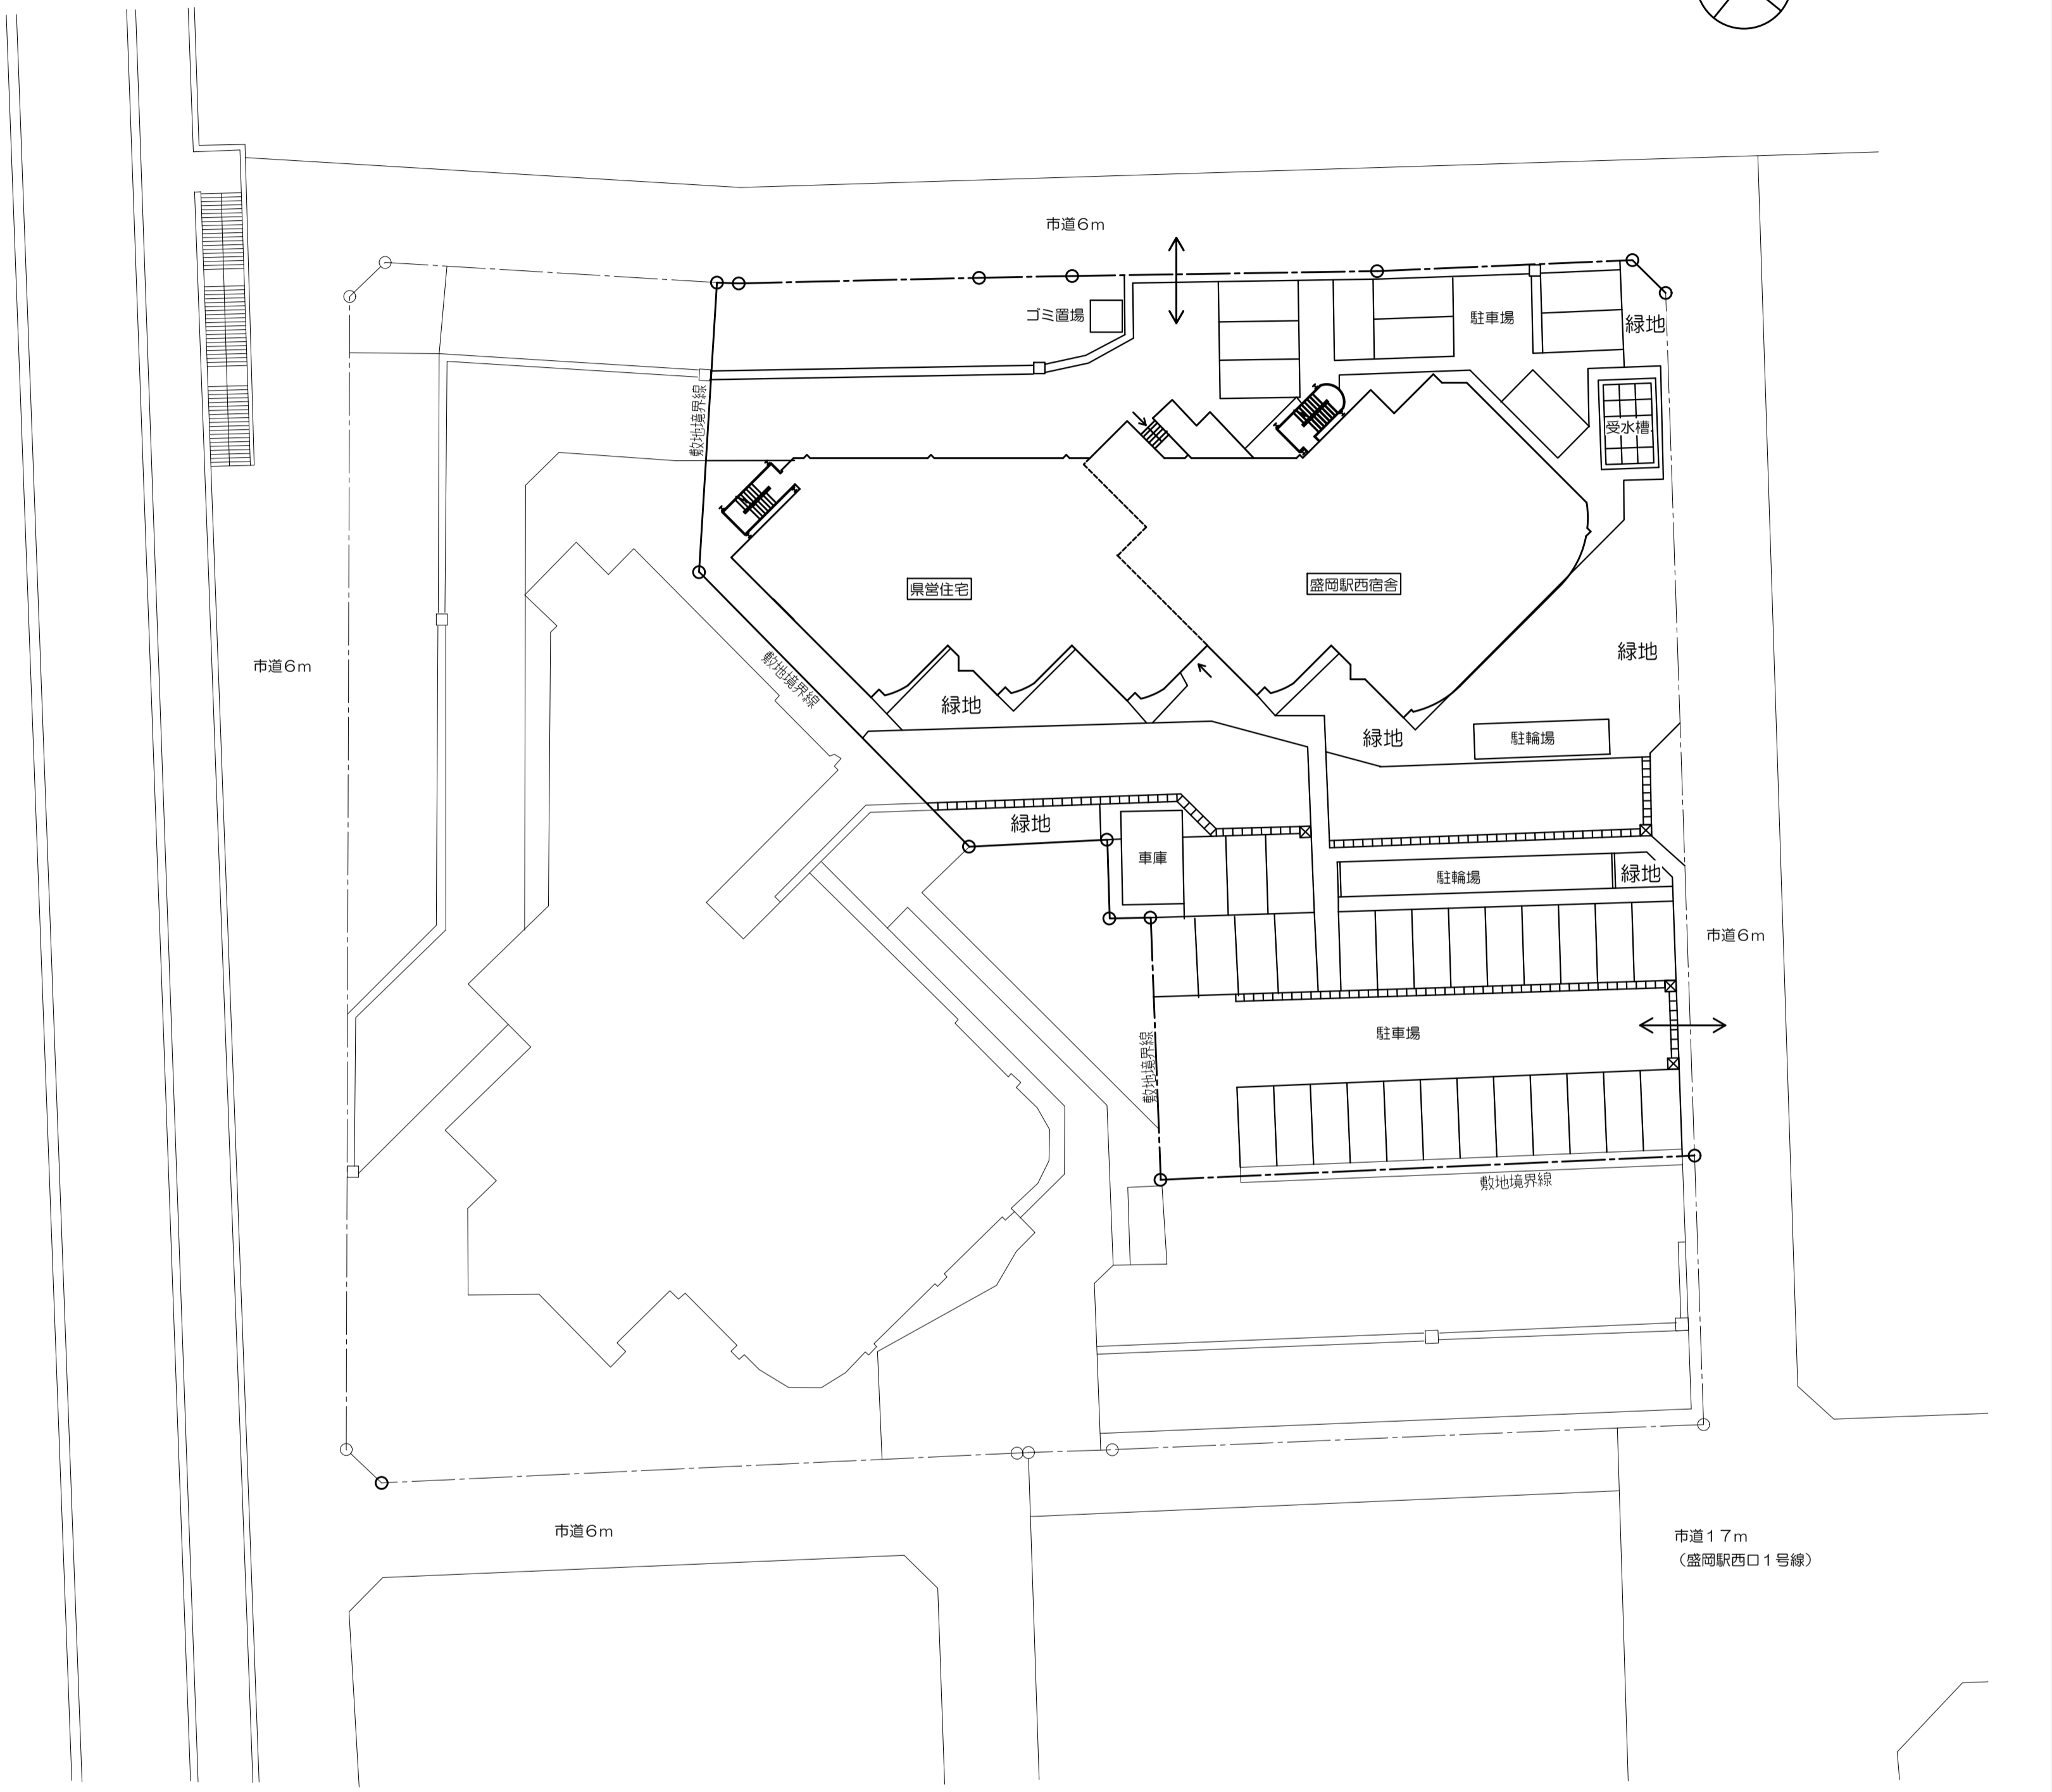 市道6m
ゴミ置場
駐車場
緑地
敷地境界線
受水槽
県営住宅
盛岡駅西宿舎
市道6m
敷地境界線
緑地
緑地
緑地
駐輪場
緑地
車庫
駐輪場
緑地
市道6m
敷地境界線
駐車場
敷地境界線
市道6m
市道17m
(盛岡駅西口1号線)